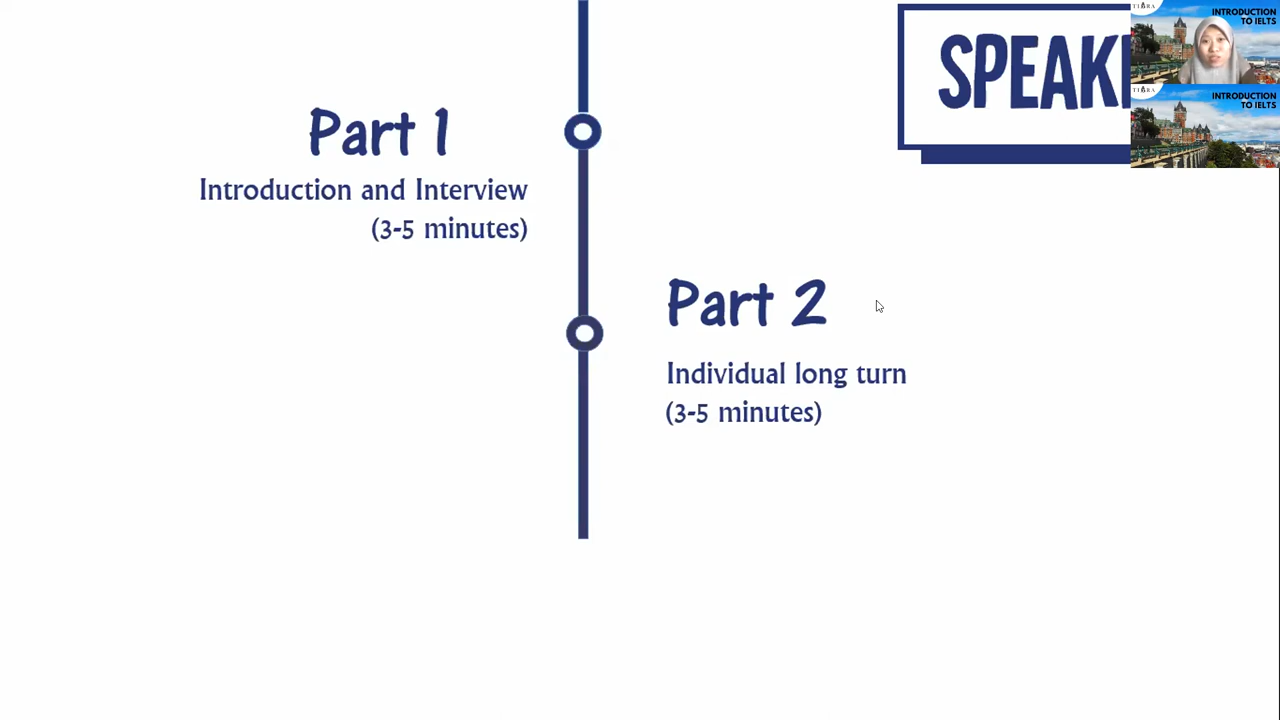 SPEAK
Part 1
Introduction and Interview
(3-5 minutes)
Part 2
Individual long turn
(3-5 minutes)
INTRODUCTION
TO IELTS
INTRODUCTION
TO IELTS